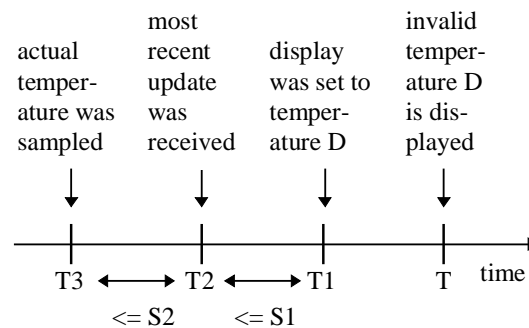 actual
temper-
ature was
sampled
most
recent
update
was
received
display
was set to
temper-
ature D
invalid
temper-
ature D
is dis-
played
T3
T2
T1
T
time
<= S2
<= S1